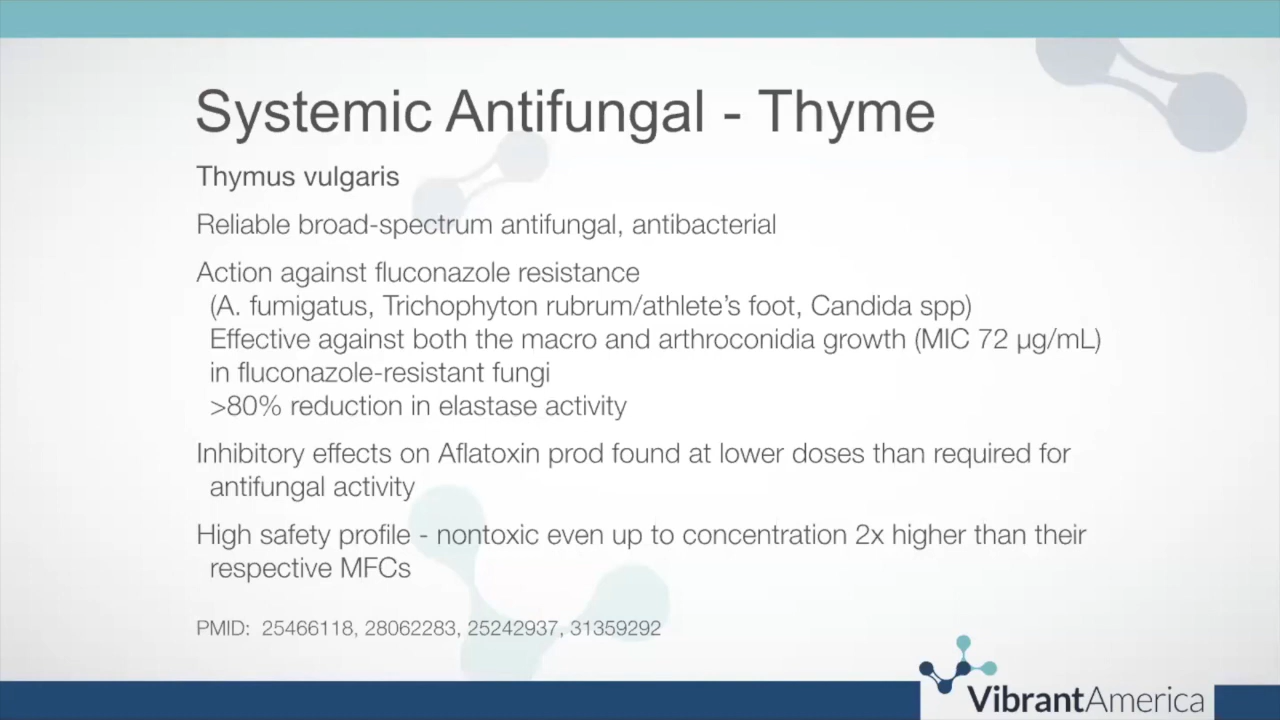 Systemic Antifungal - Thyme
Thymus vulgaris
Reliable broad-spectrum antifungal, antibacterial
Action against fluconazole resistance
(A. fumigatus, Trichophyton rubrum/athlete's foot, Candida spp)
Effective against both the macro and arthroconidia growth (MIC 72 μg/mL)
in fluconazole-resistant fungi
>80% reduction in elastase activity
Inhibitory effects on Aflatoxin prod found at lower doses than required for
antifungal activity
High safety profile - nontoxic even up to concentration 2x higher than their
respective MFCs
PMID: 25466118, 28062283, 25242937, 31359292
VibrantAmerica